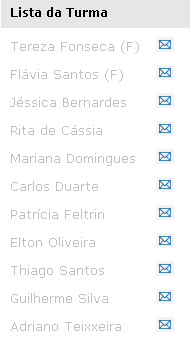 Lista da Turma
Tereza Fonseca (F)
Flávia Santos (F)
Jéssica Bernardes
Rita de Cássia
Mariana Domingues
Carlos Duarte
Patrícia Feltrin
Elton Oliveira
Thiago Santos
Guilherme Silva
Adriano Teixxeira